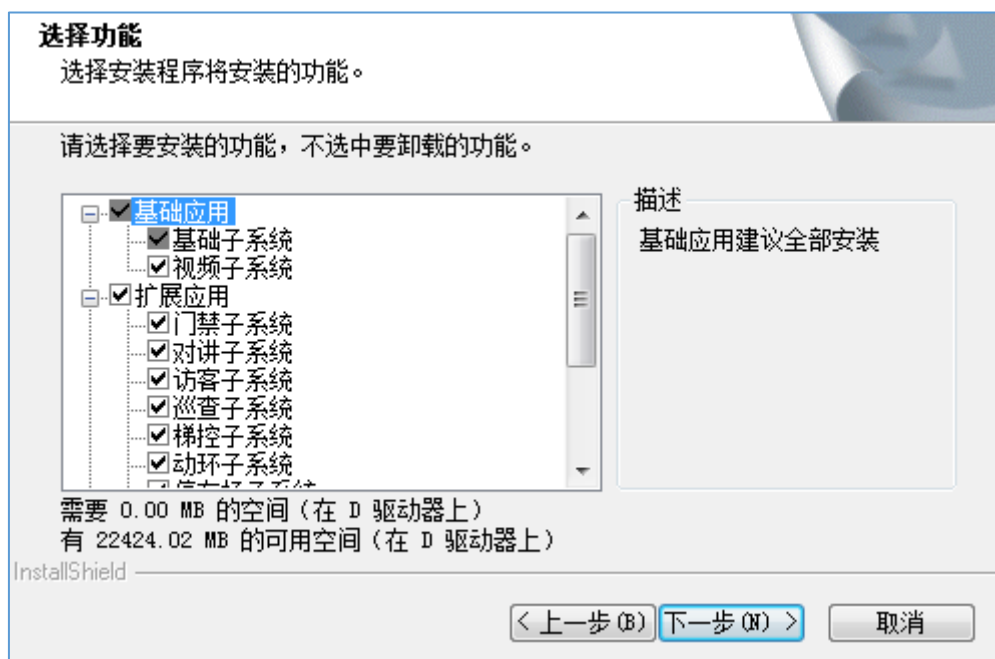 选择功能
选择安装程序将安装的功能。
请选择要安装的功能，不选中要卸载的功能。
基础应用
基础子系统
视频子系统
扩展应用
门禁子系统
对讲子系统
访客子系统
巡查子系统
梯控子系统
动环子系统
描述
基础应用建议全部安装
需要 0.00 MB 的空间(在 D 驱动器上)
有 22424.02 MB 的可用空间(在 D 驱动器上)
InstallShield
< 上一步(B) 下一步(N) > 取消